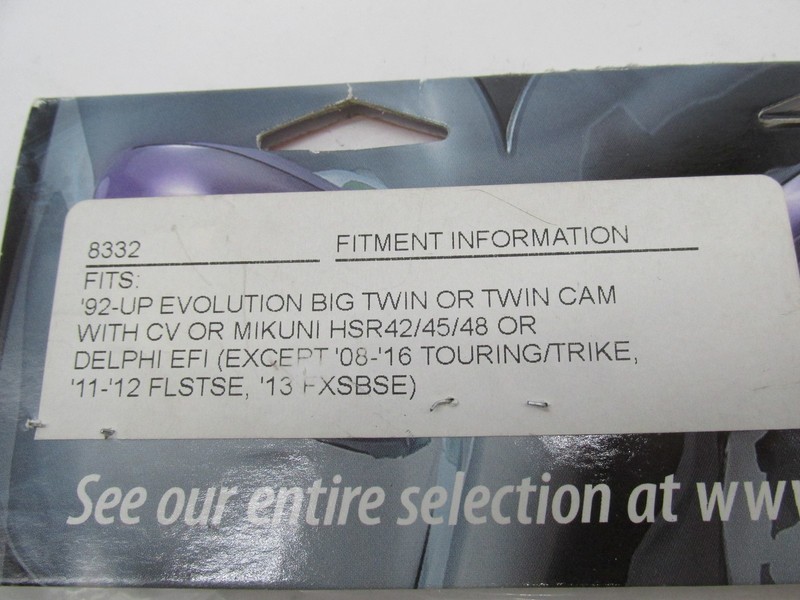 8332 FITMENT INFORMATION
FITS:
'92-UP EVOLUTION BIG TWIN OR TWIN CAM
WITH CV OR MIKUNI HSR42/45/48 OR
DELPHI EFI (EXCEPT '08-'16 TOURING/TRIKE,
'11-'12 FLSTSE, '13 FXSBSE)
See our entire selection at www